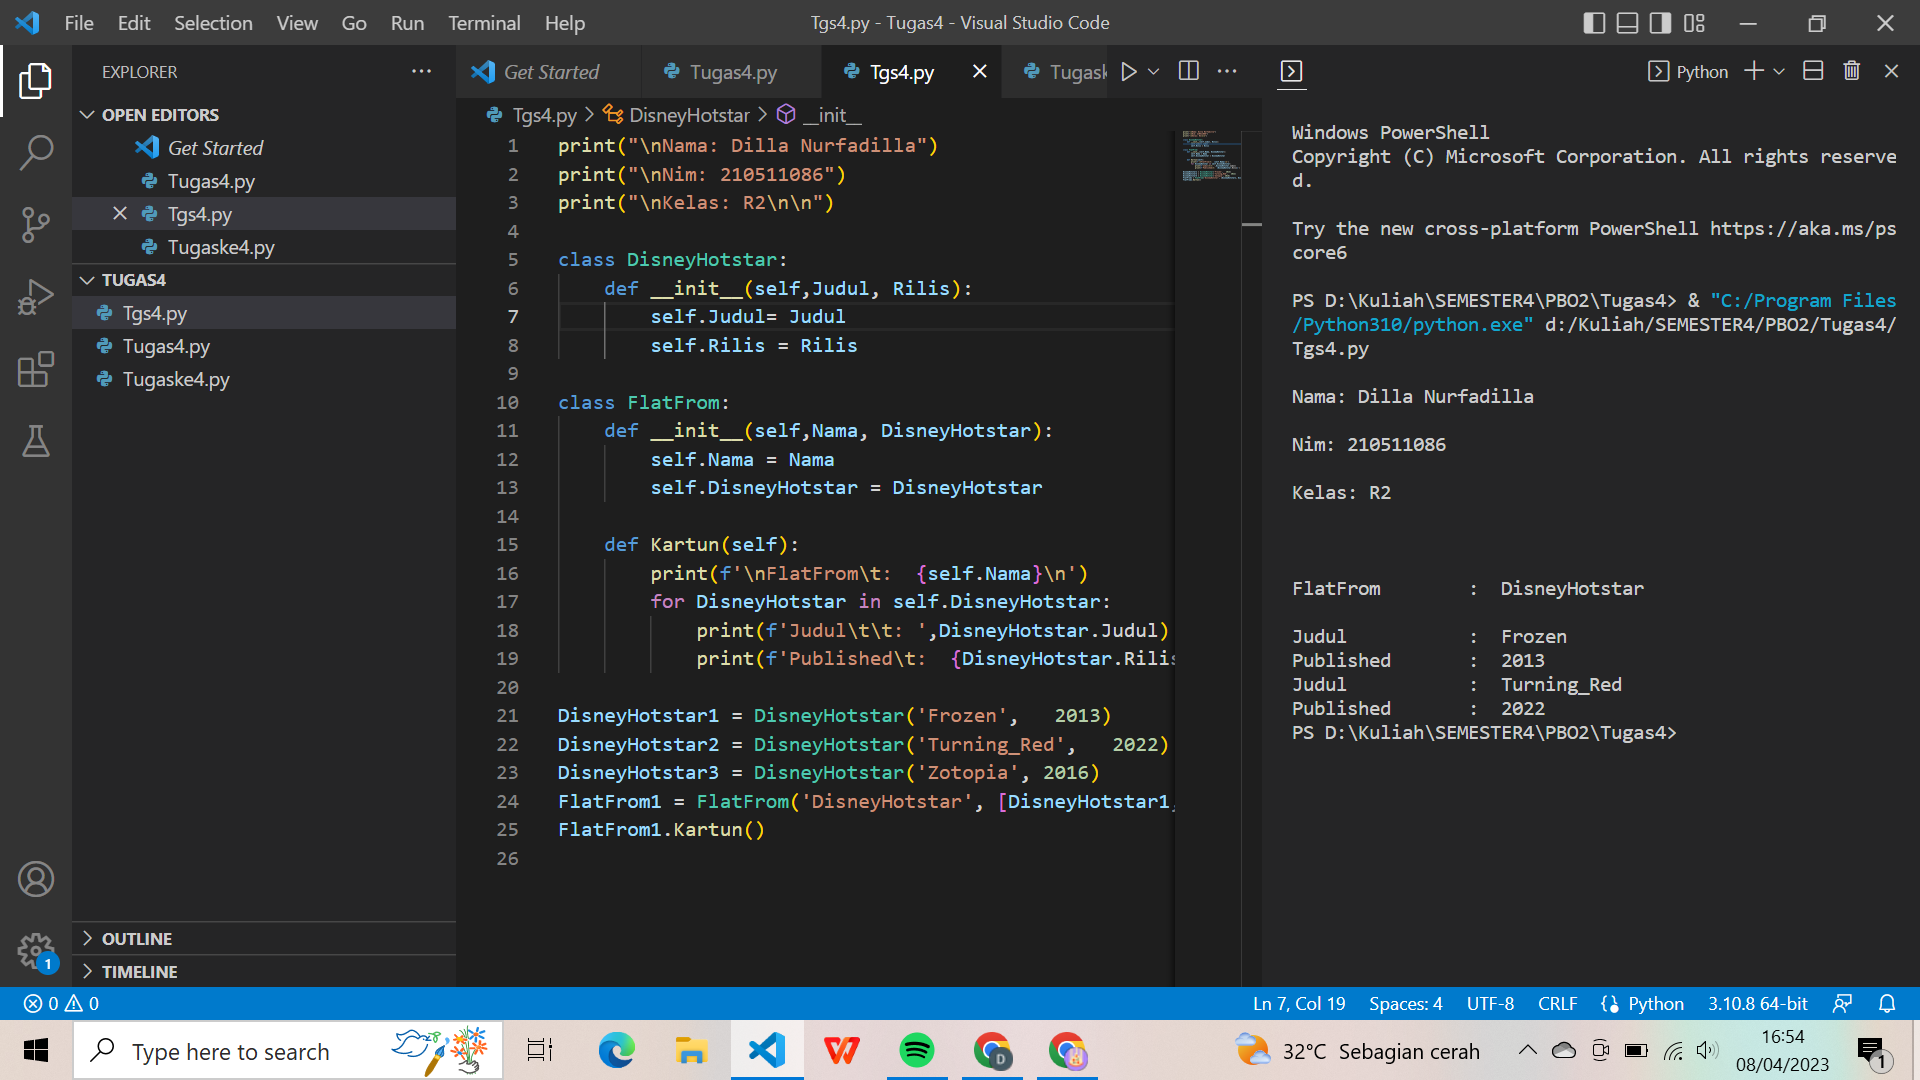 File Edit Selection View Go Run Terminal Help
Tgs4.py - Tugas4 - Visual Studio Code
EXPLORER
OPEN EDITORS
Get Started
Tugas4.py
Tgs4.py
Tugaske4.py
TUGAS4
Tgs4.py
Tugas4.py
Tugaske4.py
OUTLINE
TIMELINE
Get Started Tugas4.py Tgs4.py Tugask
Tgs4.py > DisneyHotstar > __init__
1 print("\nNama: Dilla Nurfadilla")
2 print("\nNim: 210511086")
3 print("\nKelas: R2\n\n")
4
5 class DisneyHotstar:
6 def __init__(self,Judul, Rilis):
7 self.Judul= Judul
8 self.Rilis = Rilis
9
10 class FlatFrom:
11 def __init__(self,Nama, DisneyHotstar):
12 self.Nama = Nama
13 self.DisneyHotstar = DisneyHotstar
14
15 def Kartun(self):
16 print(f'\nFlatFrom\t:  {self.Nama}\n')
17 for DisneyHotstar in self.DisneyHotstar:
18 print(f'Judul\t\t: ',DisneyHotstar.Judul)
19 print(f'Published\t:  {DisneyHotstar.Rilis
20
21 DisneyHotstar1 = DisneyHotstar('Frozen',   2013)
22 DisneyHotstar2 = DisneyHotstar('Turning_Red',   2022)
23 DisneyHotstar3 = DisneyHotstar('Zotopia', 2016)
24 FlatFrom1 = FlatFrom('DisneyHotstar', [DisneyHotstar1,
25 FlatFrom1.Kartun()
26
Python
Windows PowerShell
Copyright (C) Microsoft Corporation. All rights reserve
d.
Try the new cross-platform PowerShell https://aka.ms/ps
core6
PS D:\Kuliah\SEMESTER4\PBO2\Tugas4> & "C:/Program Files
/Python310/python.exe" d:/Kuliah/SEMESTER4/PBO2/Tugas4/
Tgs4.py
Nama: Dilla Nurfadilla
Nim: 210511086
Kelas: R2
FlatFrom : DisneyHotstar
Judul : Frozen
Published : 2013
Judul : Turning_Red
Published : 2022
PS D:\Kuliah\SEMESTER4\PBO2\Tugas4>
1
0 0
Ln 7, Col 19 Spaces: 4 UTF-8 CRLF Python 3.10.8 64-bit
Type here to search
D
32°C Sebagian cerah
16:54
08/04/2023
1